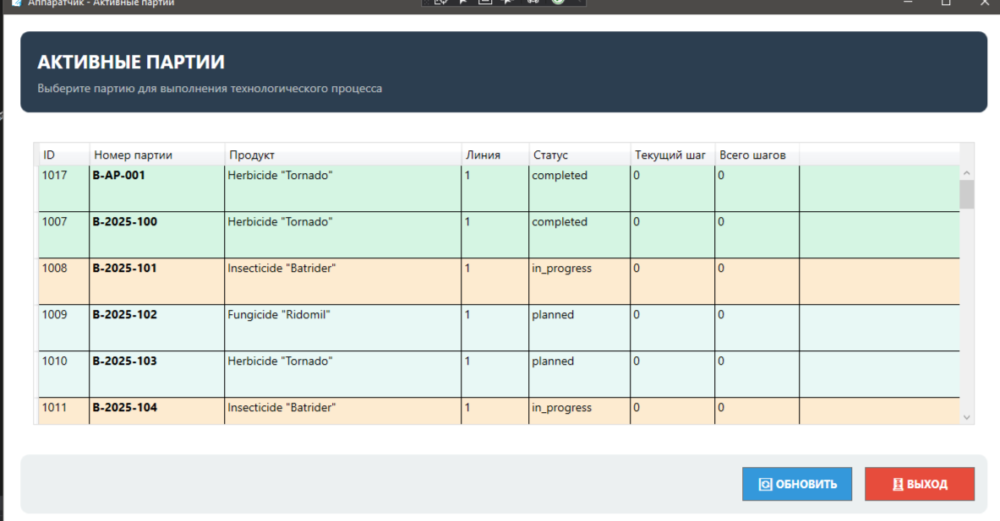 Аппаратчик - Активные партии
АКТИВНЫЕ ПАРТИИ
Выберите партию для выполнения технологического процесса
ID Номер партии Продукт Линия Статус Текущий шаг Всего шагов
1017 B-AP-001 Herbicide "Tornado" 1 completed 0 0
1007 B-2025-100 Herbicide "Tornado" 1 completed 0 0
1008 B-2025-101 Insecticide "Batrider" 1 in_progress 0 0
1009 B-2025-102 Fungicide "Ridomil" 1 planned 0 0
1010 B-2025-103 Herbicide "Tornado" 1 planned 0 0
1011 B-2025-104 Insecticide "Batrider" 1 in_progress 0 0
ОБНОВИТЬ ВЫХОД